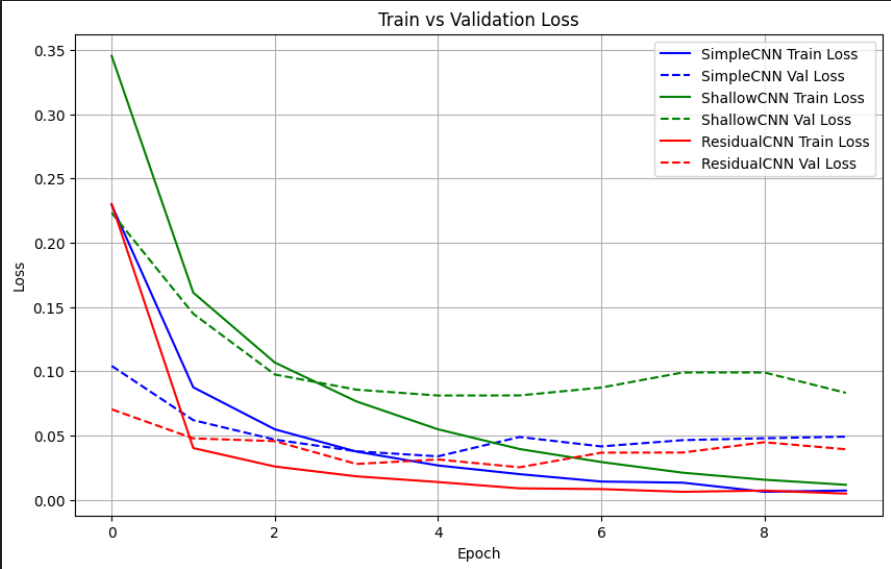 Train vs Validation Loss
SimpleCNN Train Loss
SimpleCNN Val Loss
ShallowCNN Train Loss
ShallowCNN Val Loss
ResidualCNN Train Loss
ResidualCNN Val Loss
0.35
0.30
0.25
0.20
0.15
0.10
0.05
0.00
Loss
0 2 4 6 8
Epoch